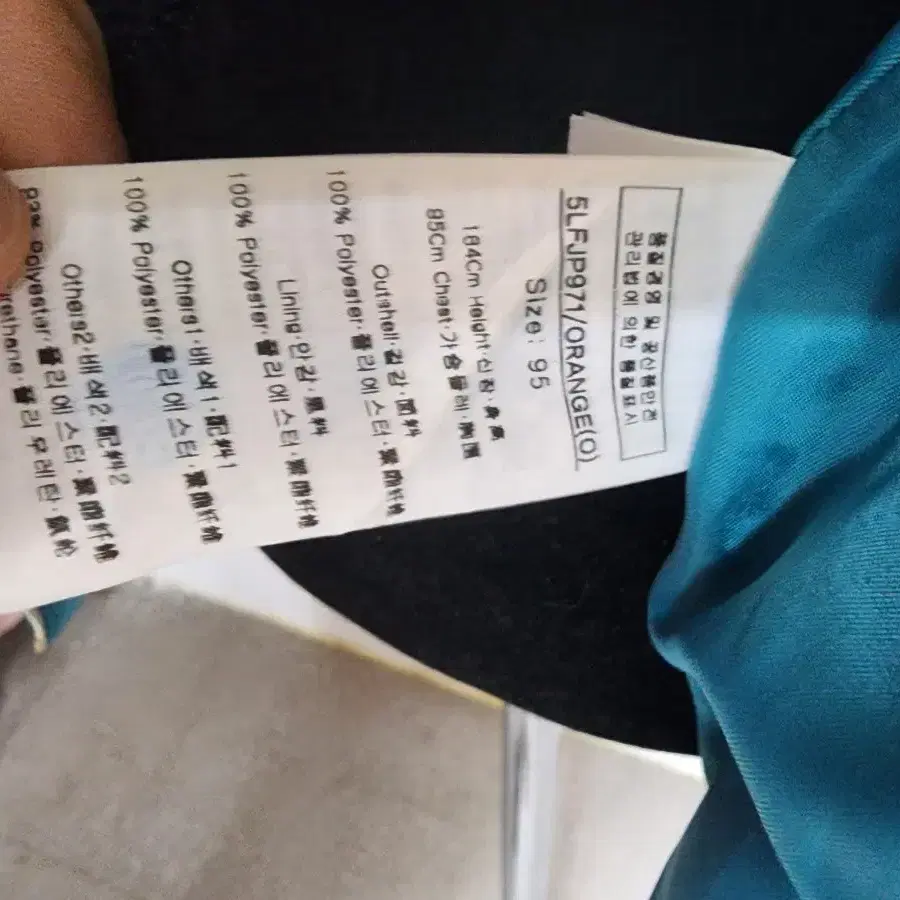 품질경영 및 공산품안전
관리법에 의한 품질표시
5LFJP971/ORANGE(O)
Size: 95
164Cm Height·신장·身高
85Cm Chest·가슴둘레·胸围
Outshell·겉감·面料
100% Polyester·폴리에스터·聚酯纤维
Lining·안감·里料
100% Polyester·폴리에스터·聚酯纤维
Others1·배색1·配料1
100% Polyester·폴리에스터·聚酯纤维
Others2·배색2·配料2
Polyester·폴리에스터·聚酯纤维
폴리우레탄·氨纶